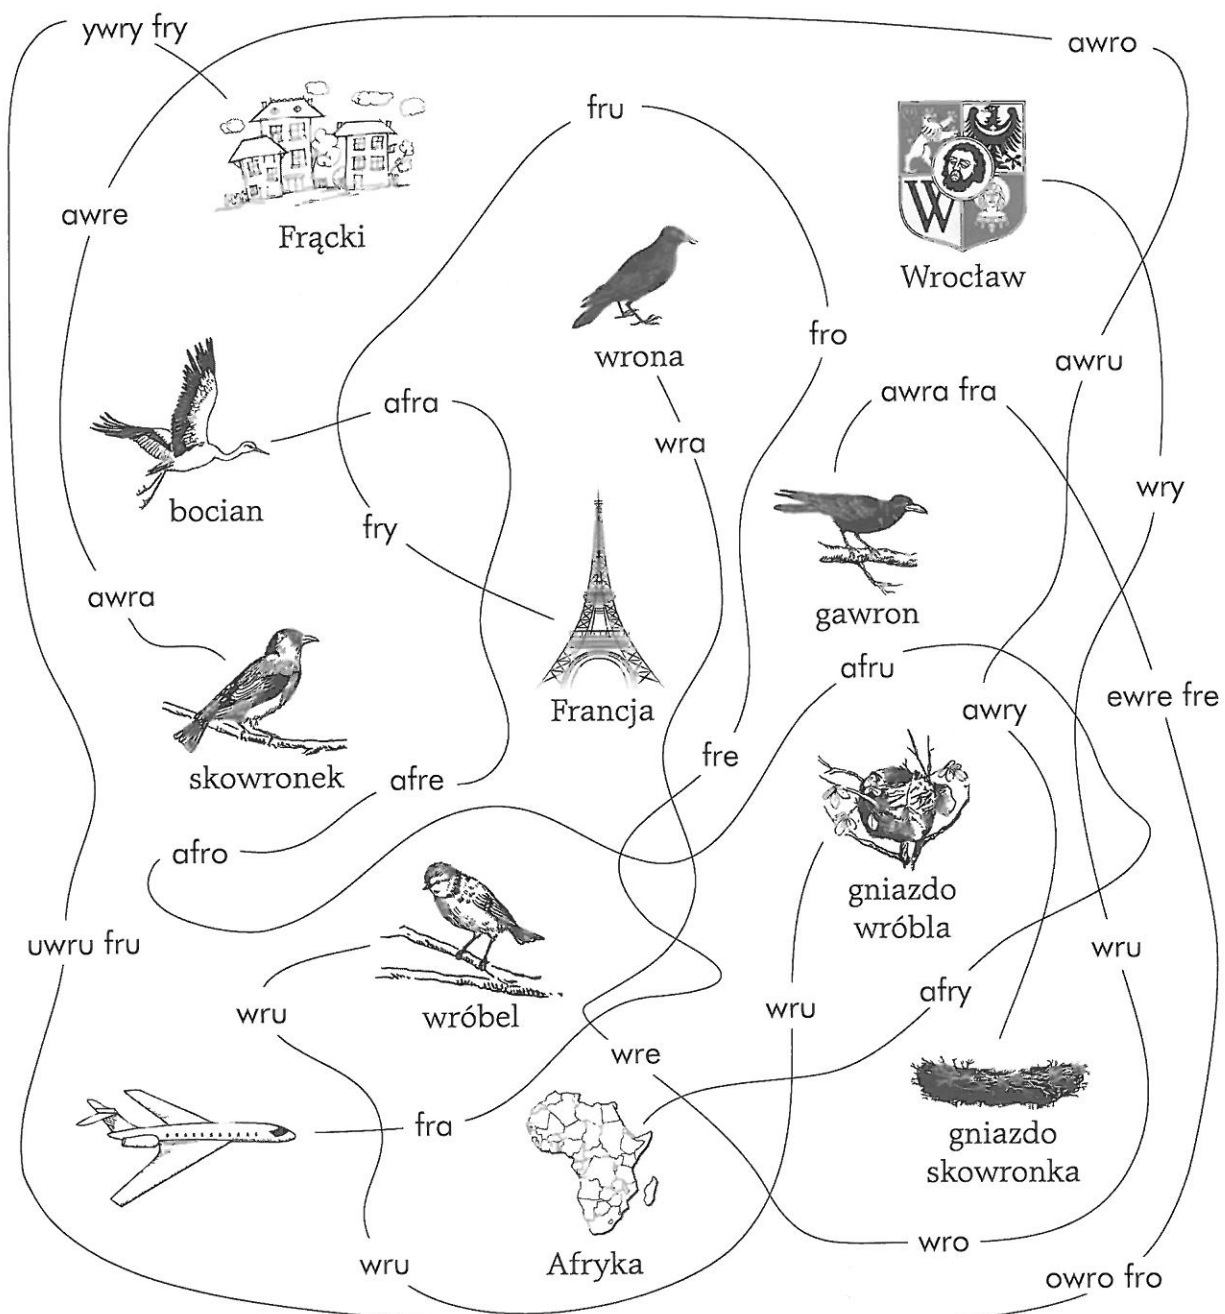 ywry fry
awro
fru
awre
Frącki
W
Wrocław
fro
wrona
awru
awra fra
afra
wra
wry
bocian
fry
awra
gawron
afru
ewre fre
Francja
awry
fre
skowronek
afre
afro
gniazdo
wróbla
uwru fru
wru
afry
wru
wru
wróbel
wre
fra
gniazdo
skowronka
wro
Afryka
wru
owro fro